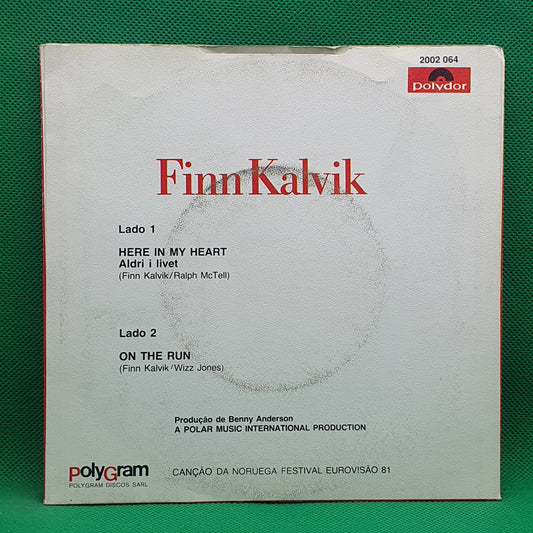 2002 064
polydor
Finn Kalvik
Lado 1
HERE IN MY HEART
Aldri i livet
(Finn Kalvik/Ralph McTell)
Lado 2
ON THE RUN
(Finn Kalvik/Wizz Jones)
Produção de Benny Anderson
A POLAR MUSIC INTERNATIONAL PRODUCTION
PolyGram
POLYGRAM DISCOS SARL
CANÇÃO DA NORUEGA FESTIVAL EUROVISÃO 81